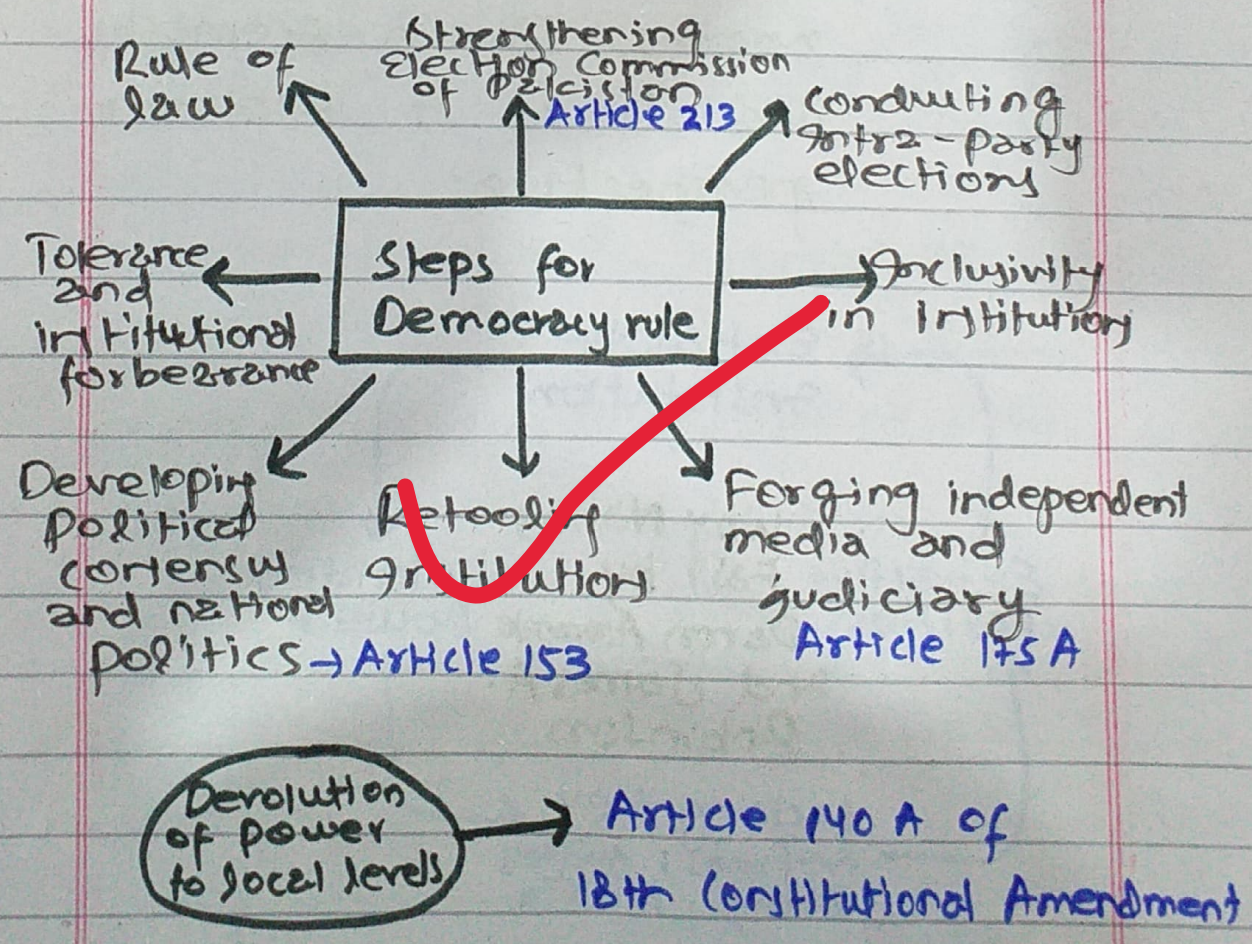 Rule of
law
Strengthening
Election Commission
of Pakistan
Article 213
Conducting
Intra-party
elections
Tolerance
and
institutional
forbearance
Steps for
Democracy rule
Inclusivity
in Institutions
Developing
Political
consensus
and national
politics → Article 153
Retooling
Institutions
Forging independent
media and
judiciary
Article 175 A
Devolution
of power
to local levels
Article 140 A of
18th Constitutional Amendment